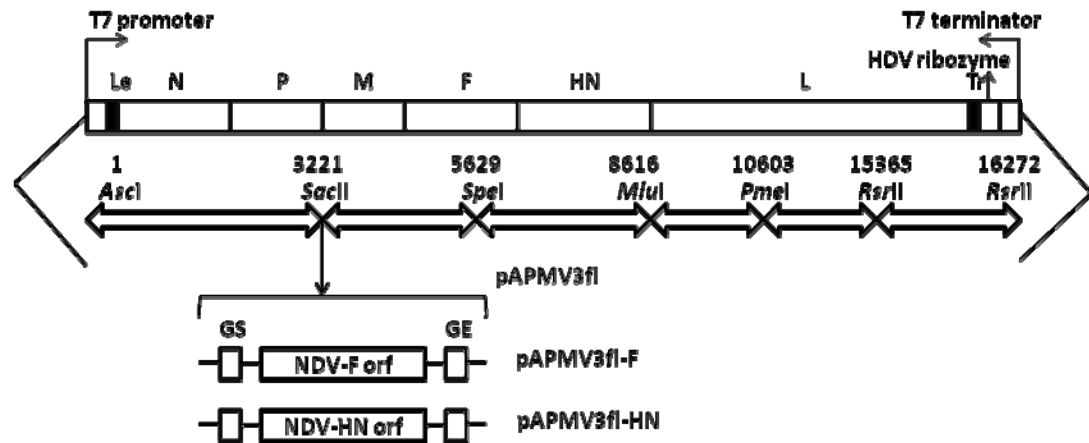 T7 promoter T7 terminator
HDV ribozyme
Le N P M F HN L Tr
1 3221 5629 8616 10603 15365 16272
AscI SacII SpeI MluI PmeI RsrII RsrII
pAPMV3fl
GS GE
NDV-F orf pAPMV3fl-F
NDV-HN orf pAPMV3fl-HN